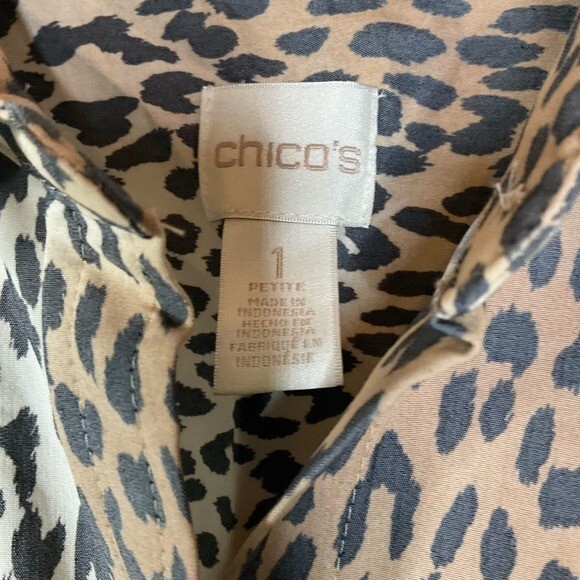 chico's
1
PETITE
MADE IN
INDONESIA
HECHO EN
INDONESIA
FABRIQUÉ EN
INDONÉSIE